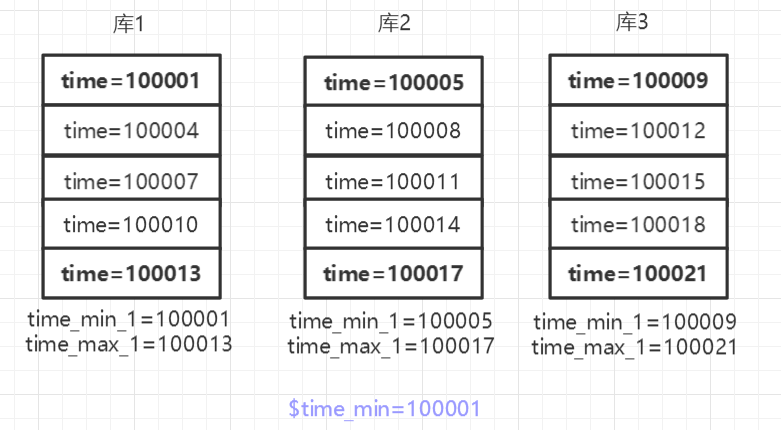 库1
time=100001
time=100004
time=100007
time=100010
time=100013
time_min_1=100001
time_max_1=100013
库2
time=100005
time=100008
time=100011
time=100014
time=100017
time_min_1=100005
time_max_1=100017
库3
time=100009
time=100012
time=100015
time=100018
time=100021
time_min_1=100009
time_max_1=100021
$time_min=100001